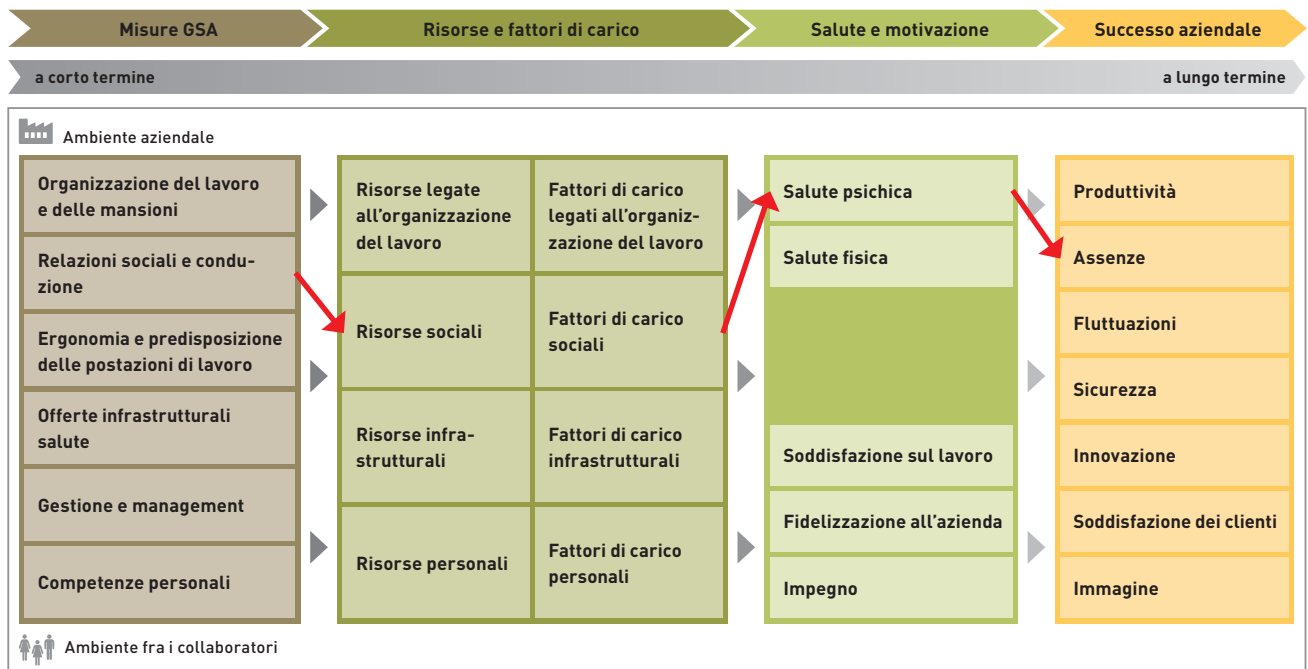 Misure GSA
Risorse e fattori di carico
Salute e motivazione
Successo aziendale
a corto termine
a lungo termine
Ambiente aziendale
Organizzazione del lavoro
e delle mansioni
Relazioni sociali e condu-
zione
Ergonomia e predisposizione
delle postazioni di lavoro
Offerte infrastrutturali
salute
Gestione e management
Competenze personali
Risorse legate
all’organizzazione
del lavoro
Fattori di carico
legati all’organiz-
zazione del lavoro
Risorse sociali
Fattori di carico
sociali
Risorse infra-
strutturali
Fattori di carico
infrastrutturali
Risorse personali
Fattori di carico
personali
Salute psichica
Salute fisica
Soddisfazione sul lavoro
Fidelizzazione all’azienda
Impegno
Produttività
Assenze
Fluttuazioni
Sicurezza
Innovazione
Soddisfazione dei clienti
Immagine
Ambiente fra i collaboratori